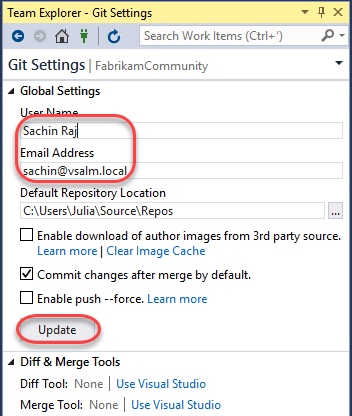 Team Explorer - Git Settings
Search Work Items (Ctrl+')
Git Settings | FabrikamCommunity
Global Settings
User Name
Sachin Raj
Email Address
sachin@vsalm.local
Default Repository Location
C:\Users\Julia\Source\Repos ...
Enable download of author images from 3rd party source.
Learn more | Clear Image Cache
Commit changes after merge by default.
Enable push --force. Learn more
Update
Diff & Merge Tools
Diff Tool: None | Use Visual Studio
Merge Tool: None | Use Visual Studio